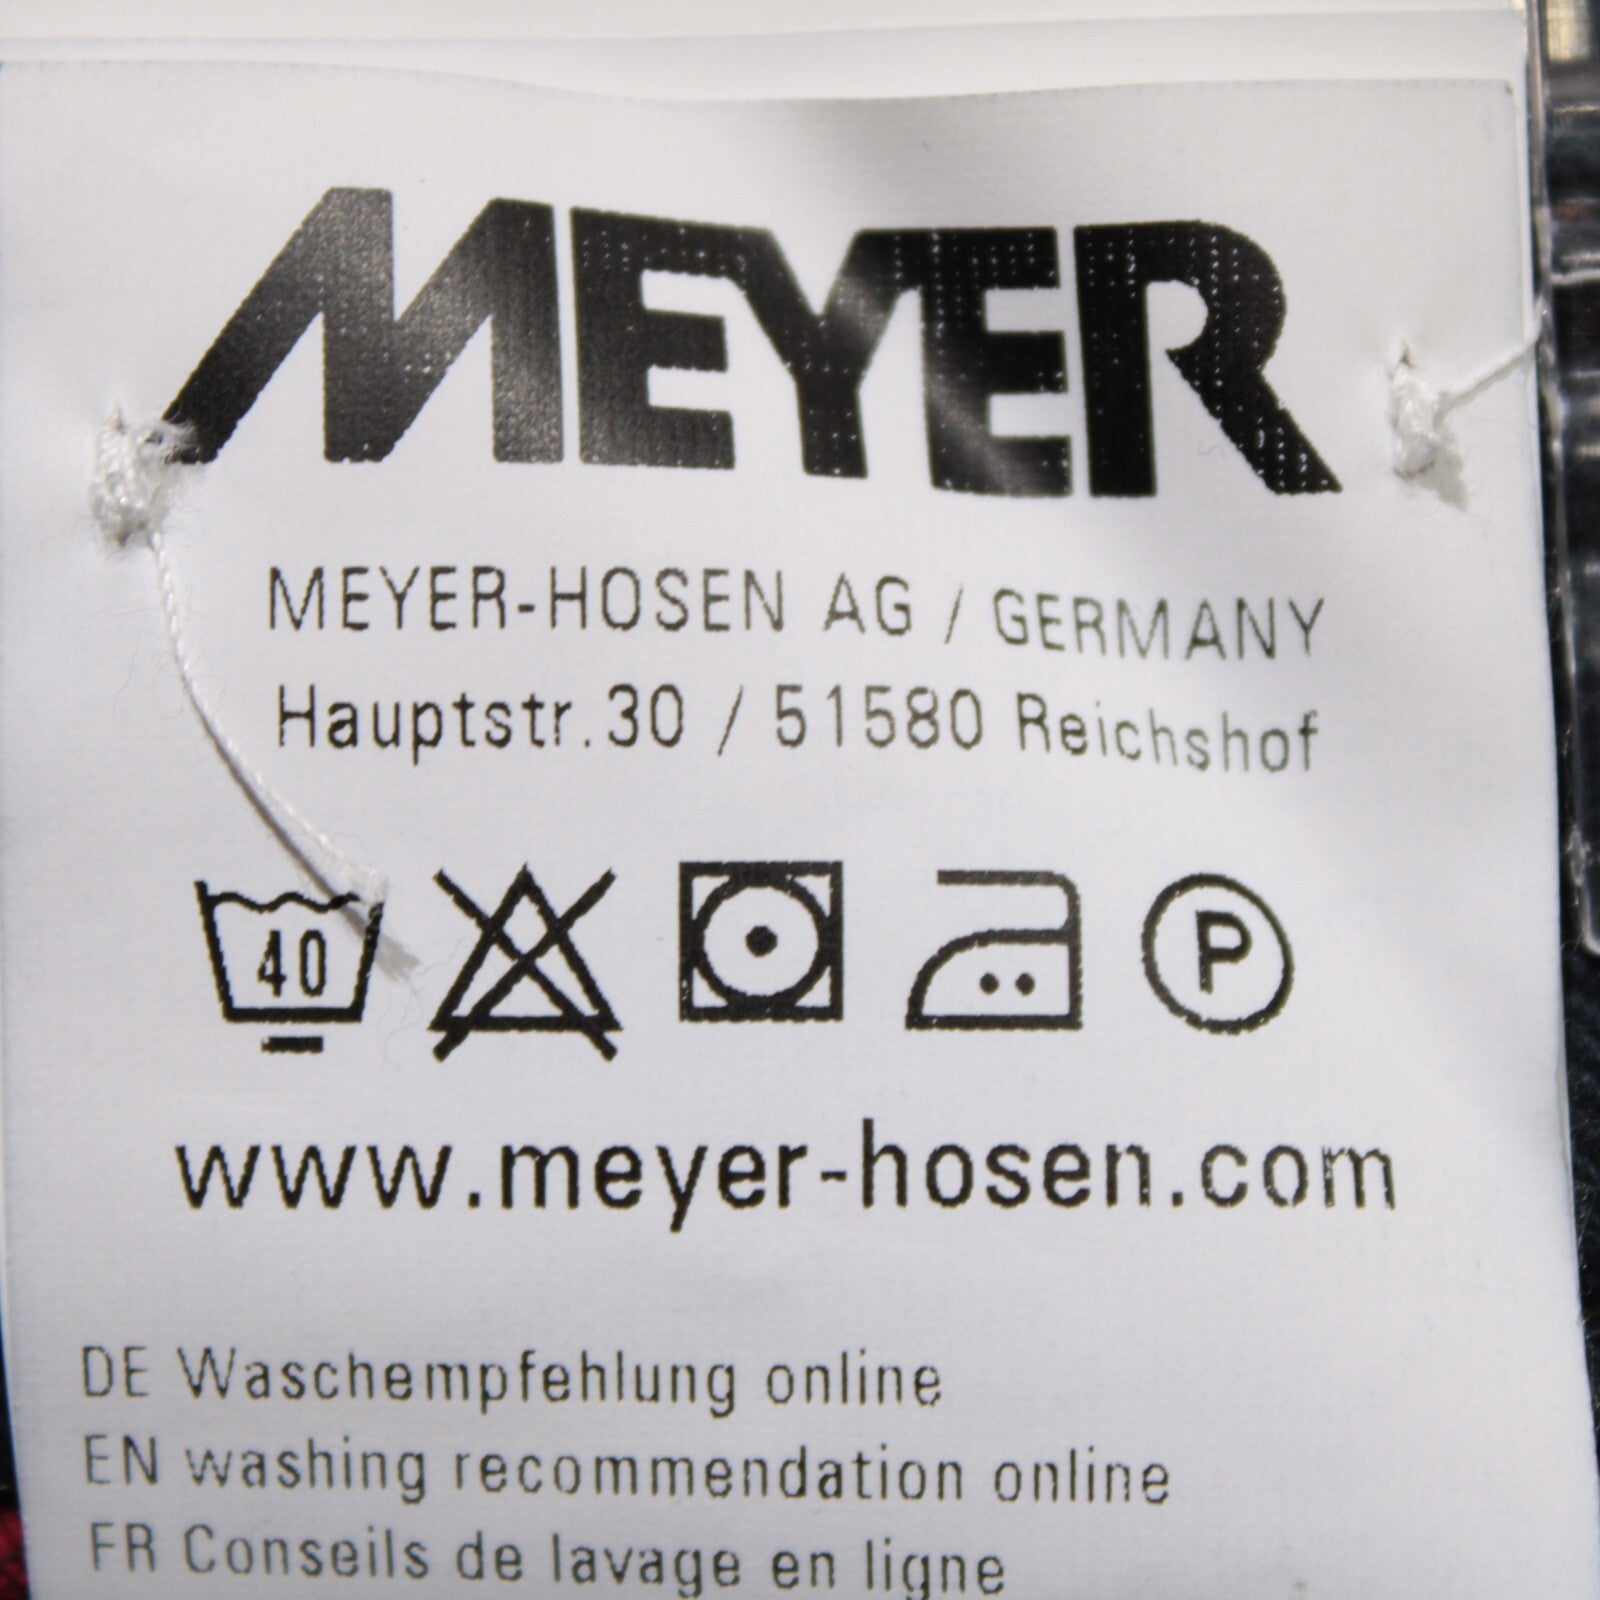 MEYER
MEYER-HOSEN AG / GERMANY
Hauptstr.30 / 51580 Reichshof
40 P
www.meyer-hosen.com
DE Waschempfehlung online
EN washing recommendation online
FR Conseils de lavage en ligne